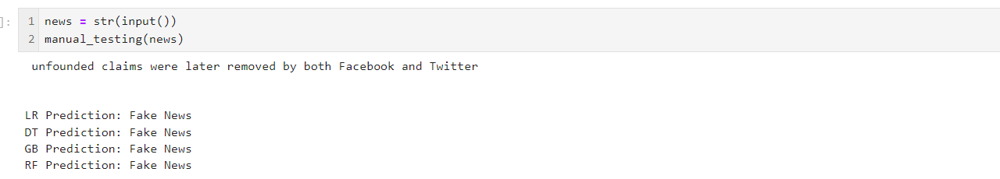 ]:
1 news = str(input())
2 manual_testing(news)
unfounded claims were later removed by both Facebook and Twitter
LR Prediction: Fake News
DT Prediction: Fake News
GB Prediction: Fake News
RF Prediction: Fake News